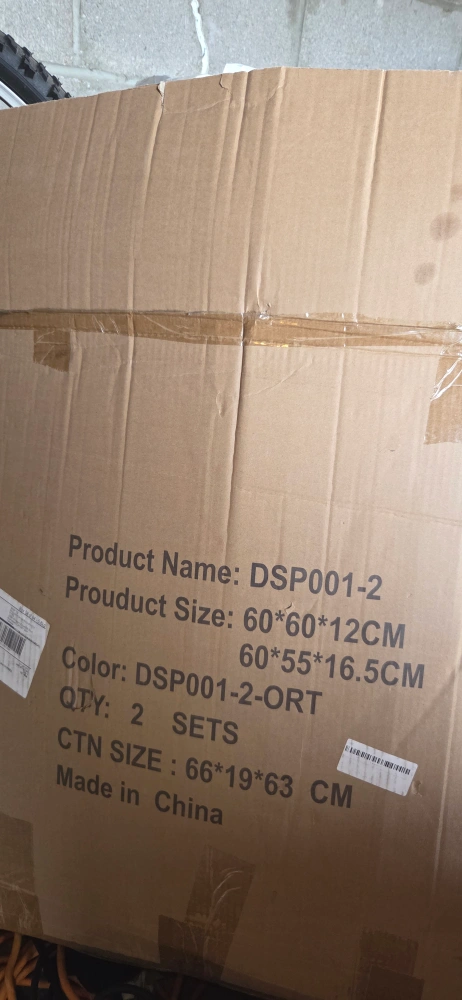 Product Name: DSP001-2
Prouduct Size: 60*60*12CM
60*55*16.5CM
Color: DSP001-2-ORT
QTY: 2 SETS
CTN SIZE : 66*19*63 CM
Made in China